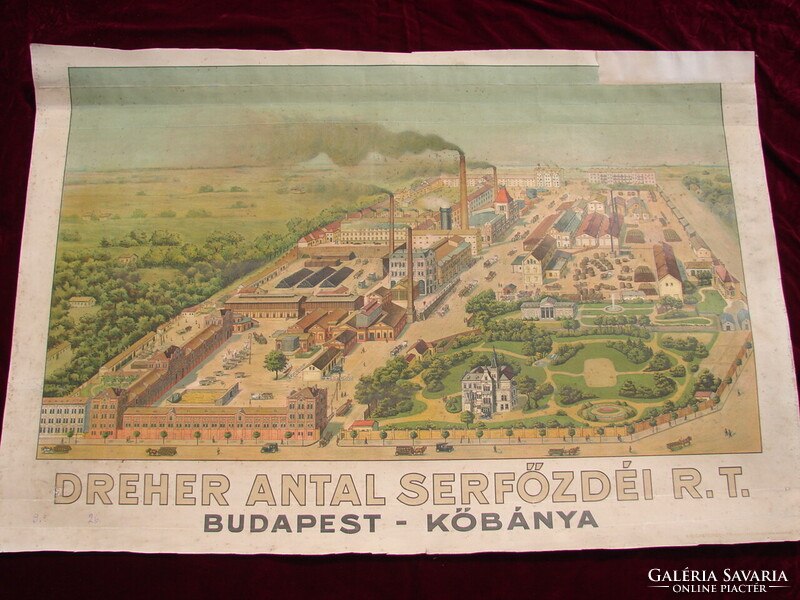 DREHER ANTAL SERFŐZDÉI R.T.
BUDAPEST - KŐBÁNYA
GALÉRIA SAVARIA
ONLINE PIACTÉR